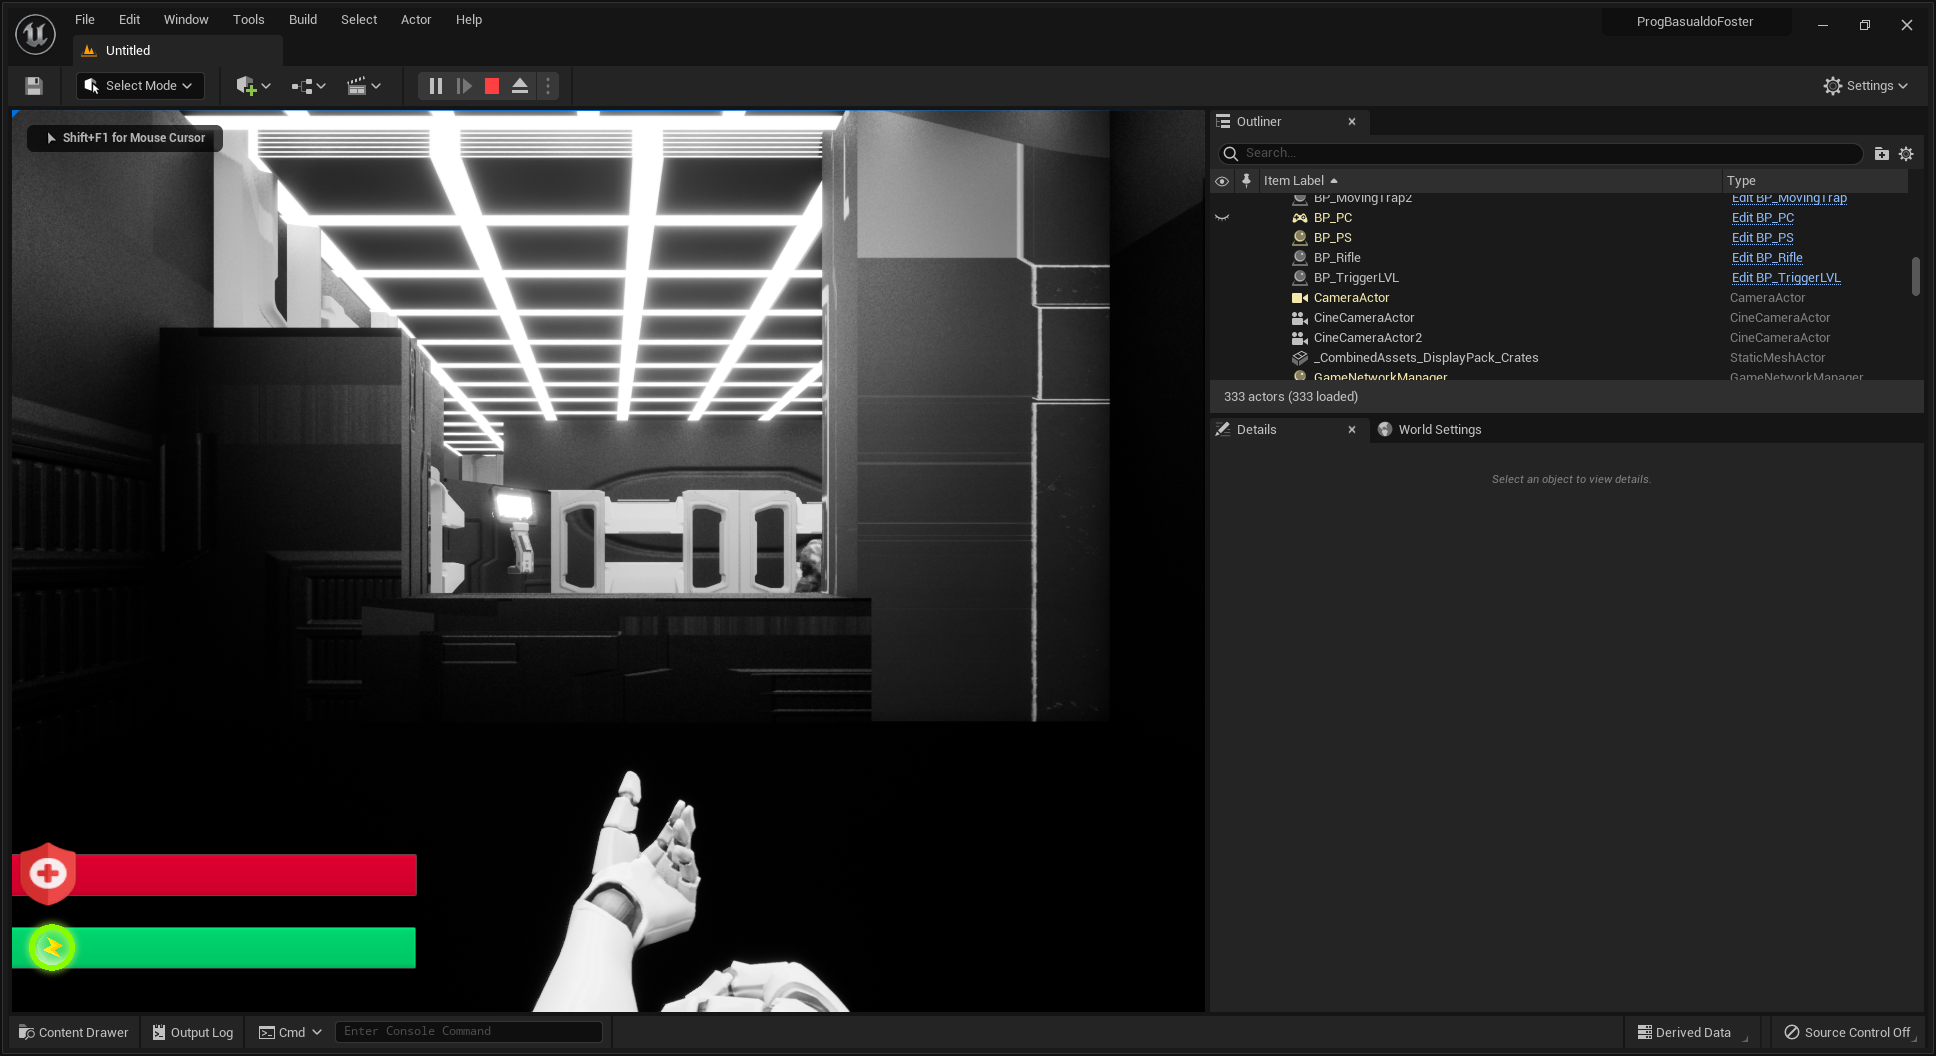 File Edit Window Tools Build Select Actor Help
ProgBasualdoFoster
Untitled
Select Mode
Settings
Shift+F1 for Mouse Cursor
Outliner
Search...
Item Label Type
BP_MovingTrap2 Edit BP_MovingTrap
BP_PC Edit BP_PC
BP_PS Edit BP_PS
BP_Rifle Edit BP_Rifle
BP_TriggerLVL Edit BP_TriggerLVL
CameraActor CameraActor
CineCameraActor CineCameraActor
CineCameraActor2 CineCameraActor
_CombinedAssets_DisplayPack_Crates StaticMeshActor
GameNetworkManager GameNetworkManager
333 actors (333 loaded)
Details World Settings
Select an object to view details.
Content Drawer Output Log Cmd Enter Console Command Derived Data Source Control Off